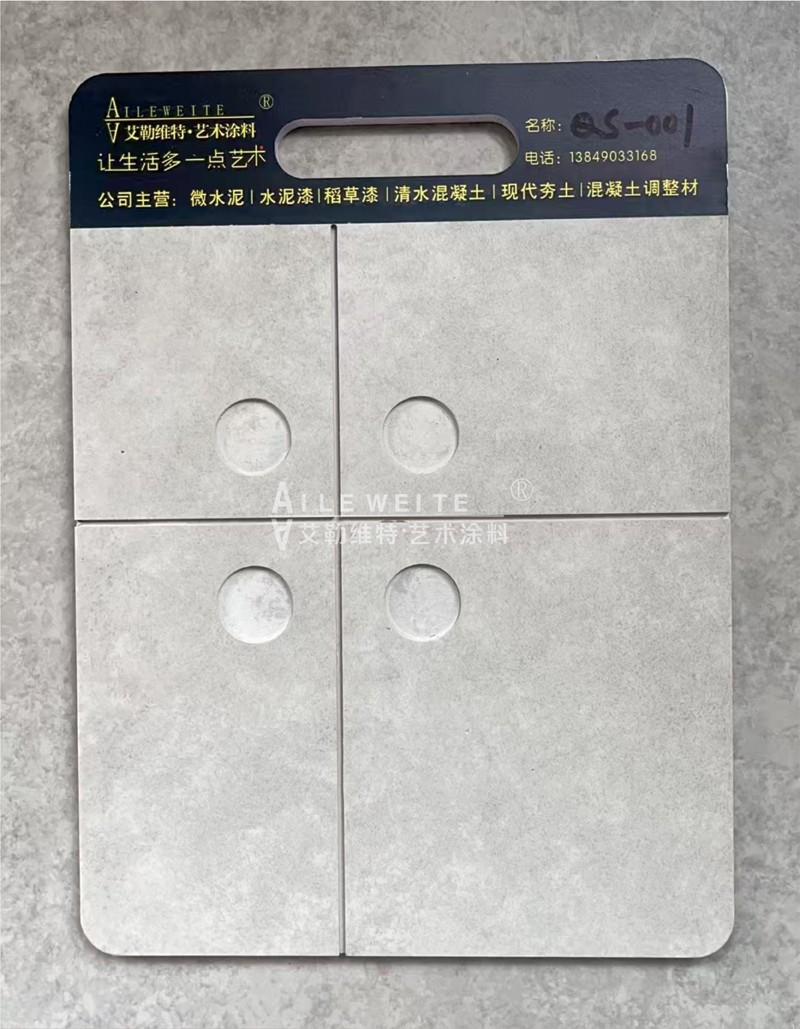 AILEWEITE ®
艾勒维特·艺术涂料
让生活多一点艺术
名称: QS-001
电话: 13849033168
公司主营: 微水泥|水泥漆|稻草漆|清水混凝土|现代夯土|混凝土调整材
AILEWEITE ®
艾勒维特·艺术涂料